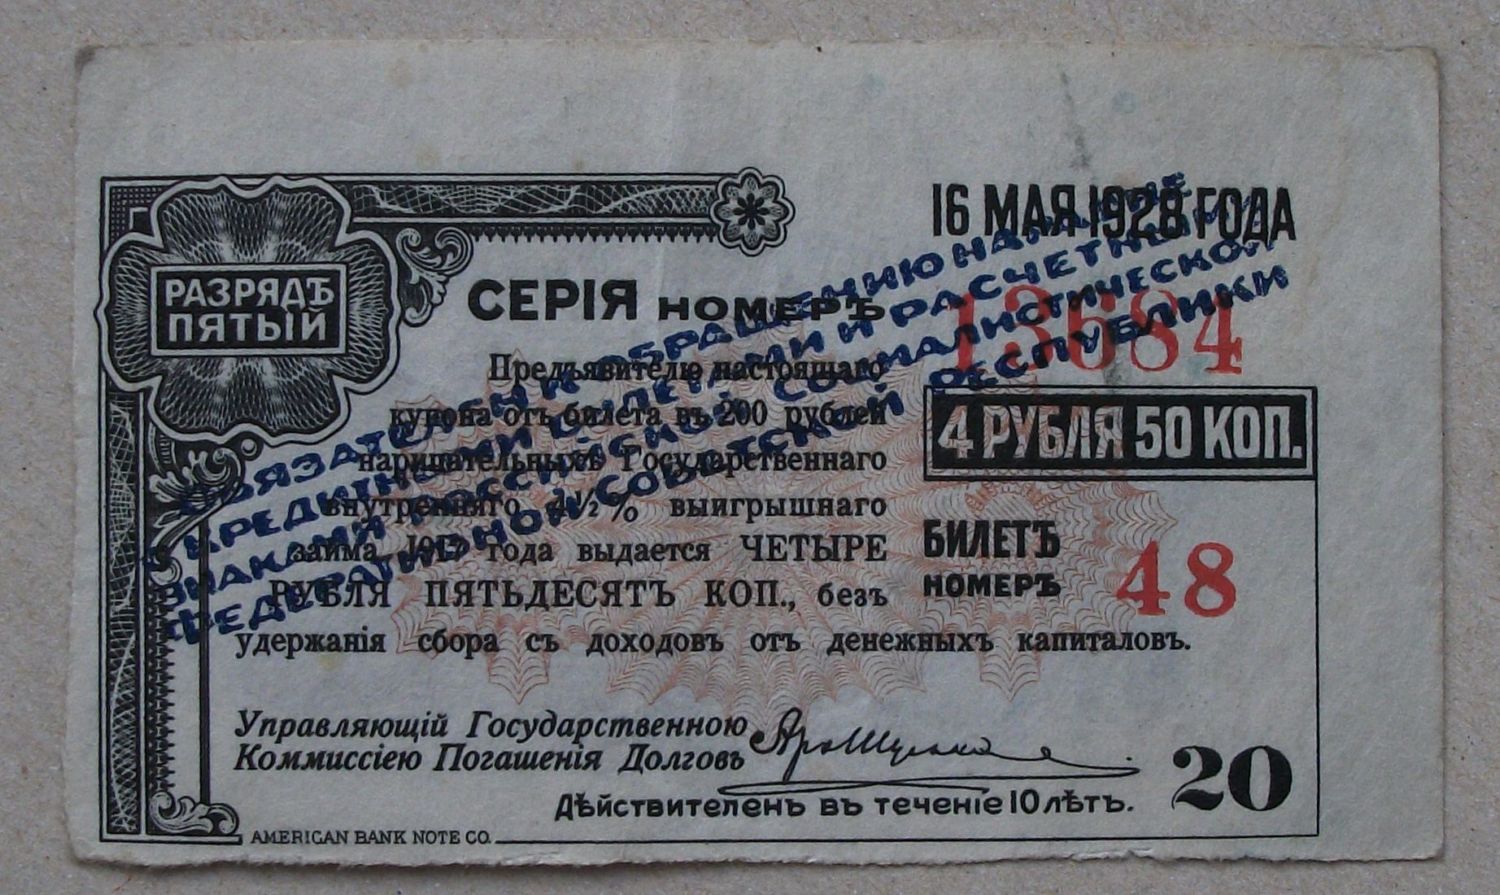 16 МАЯ 1928 ГОДА
РАЗРЯДЪ
ПЯТЫЙ
СЕРІЯ НОМЕРЪ 13684
Предъявителю настоящаго
купона отъ билета въ 200 рублей
нарицательныхъ Государственнаго
внутренняго 4½% выигрышнаго
займа 1917 года выдается ЧЕТЫРЕ
РУБЛЯ ПЯТЬДЕСЯТЪ КОП., безъ
удержанія сбора съ доходовъ отъ денежныхъ капиталовъ.
4 РУБЛЯ 50 КОП.
БИЛЕТЪ
НОМЕРЪ 48
ОБЯЗАТЕЛЕН К ОБРАЩЕНИЮ НАРАВНЕ
С КРЕДИТНЫМИ БИЛЕТАМИ И РАСЧЕТНЫМИ
ЗНАКАМИ РОССИЙСКОЙ СОЦИАЛИСТИЧЕСКОЙ
ФЕДЕРАТИВНОЙ СОВЕТСКОЙ РЕСПУБЛИКИ
Управляющій Государственною
Коммиссіею Погашенія Долговъ
Дѣйствителенъ въ теченіе 10 лѣтъ.
20
AMERICAN BANK NOTE CO.